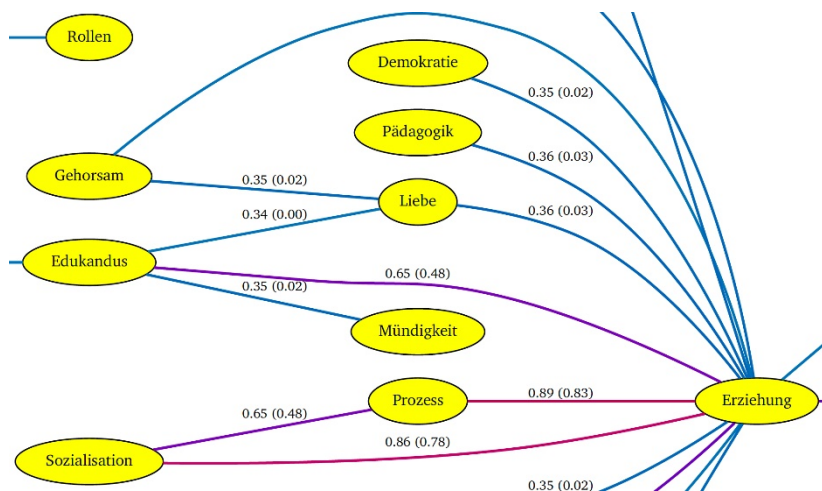 Rollen
Demokratie
0.35 (0.02)
Pädagogik
0.36 (0.03)
Gehorsam
0.35 (0.02)
Liebe
0.36 (0.03)
0.34 (0.00)
Edukandus
0.65 (0.48)
0.35 (0.02)
Mündigkeit
Prozess
0.89 (0.83)
Erziehung
0.65 (0.48)
0.86 (0.78)
Sozialisation
0.35 (0.02)